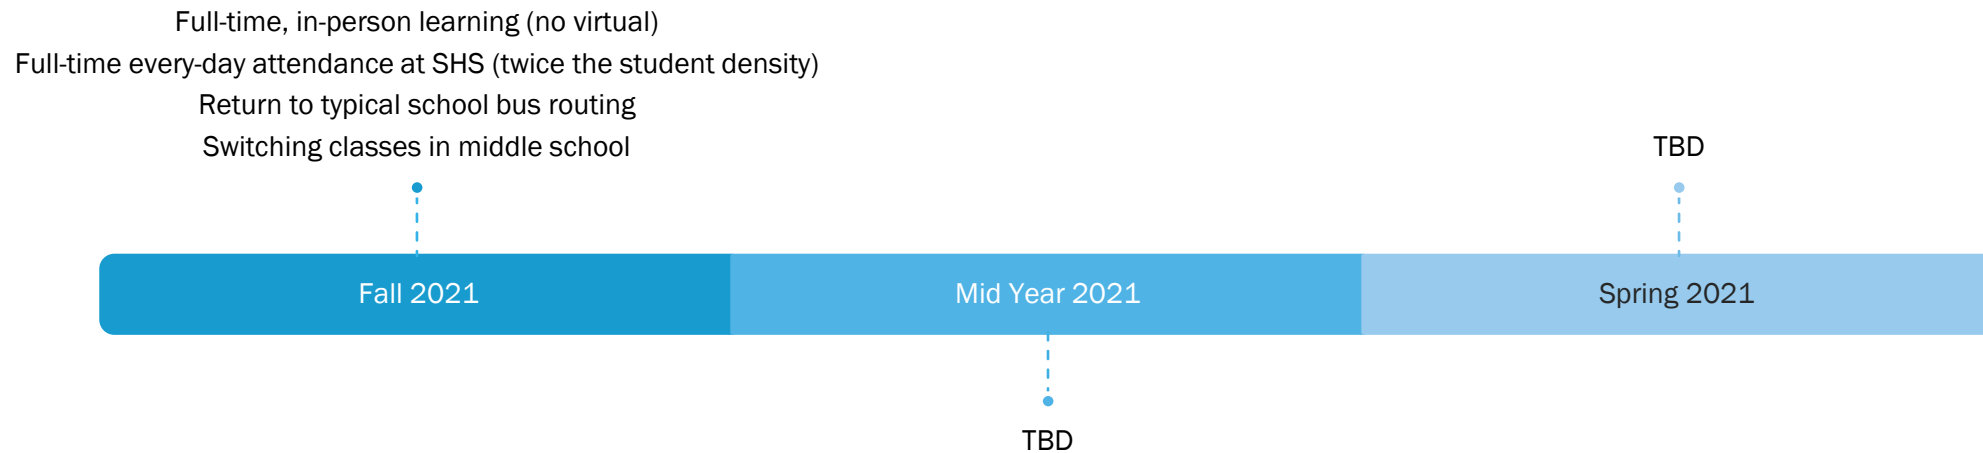 Full-time, in-person learning (no virtual)
Full-time every-day attendance at SHS (twice the student density)
Return to typical school bus routing
Switching classes in middle school
TBD
Fall 2021
Mid Year 2021
Spring 2021
TBD